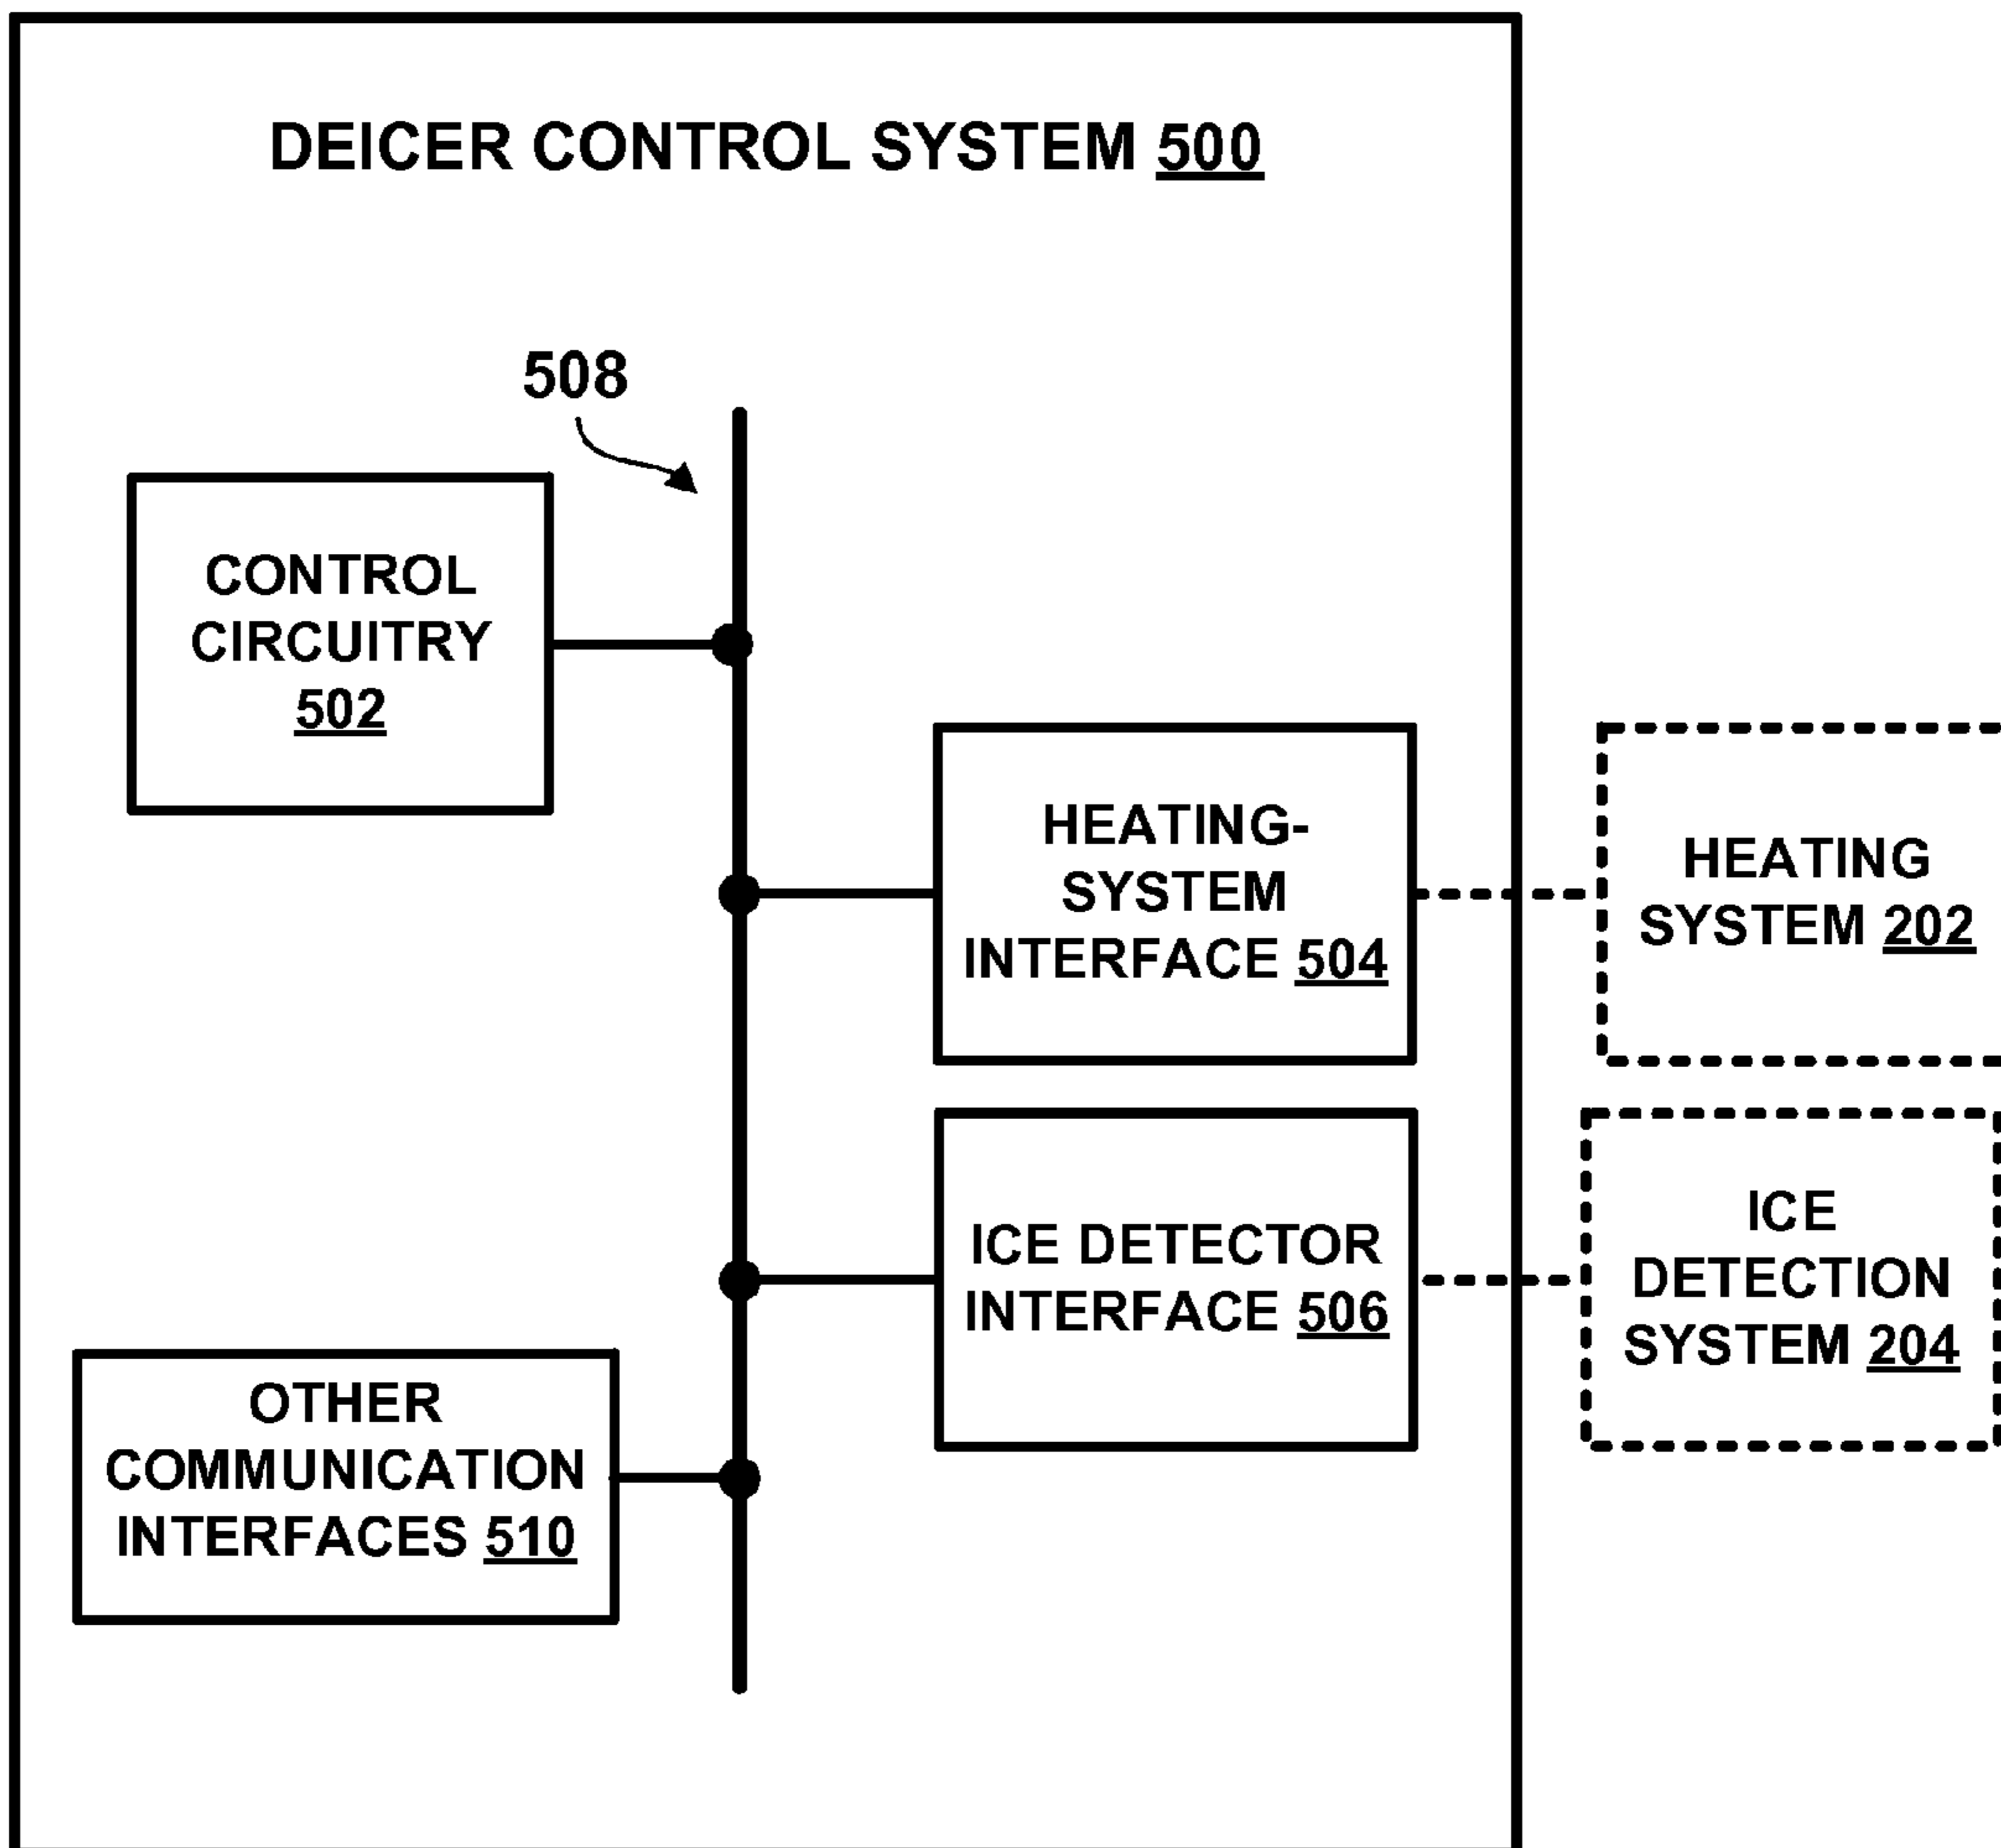 DEICER CONTROL SYSTEM 500
508
CONTROL
CIRCUITRY
502
HEATING-
SYSTEM
INTERFACE 504
HEATING
SYSTEM 202
ICE DETECTOR
INTERFACE 506
ICE
DETECTION
SYSTEM 204
OTHER
COMMUNICATION
INTERFACES 510